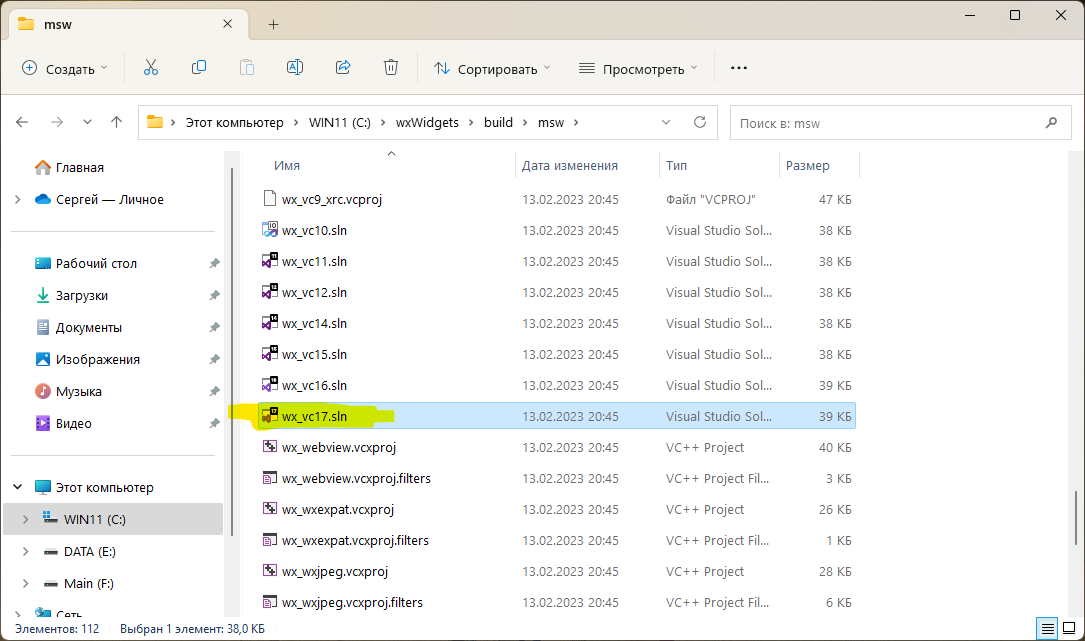 msw
Создать
Сортировать
Просмотреть
Этот компьютер > WIN11 (C:) > wxWidgets > build > msw >
Поиск в: msw
Главная
Сергей — Личное
Рабочий стол
Загрузки
Документы
Изображения
Музыка
Видео
Этот компьютер
WIN11 (C:)
DATA (E:)
Main (F:)
Сеть
Имя Дата изменения Тип Размер
wx_vc9_xrc.vcproj 13.02.2023 20:45 Файл "VCPROJ" 47 КБ
wx_vc10.sln 13.02.2023 20:45 Visual Studio Sol... 38 КБ
wx_vc11.sln 13.02.2023 20:45 Visual Studio Sol... 38 КБ
wx_vc12.sln 13.02.2023 20:45 Visual Studio Sol... 38 КБ
wx_vc14.sln 13.02.2023 20:45 Visual Studio Sol... 38 КБ
wx_vc15.sln 13.02.2023 20:45 Visual Studio Sol... 38 КБ
wx_vc16.sln 13.02.2023 20:45 Visual Studio Sol... 39 КБ
wx_vc17.sln 13.02.2023 20:45 Visual Studio Sol... 39 КБ
wx_webview.vcxproj 13.02.2023 20:45 VC++ Project 40 КБ
wx_webview.vcxproj.filters 13.02.2023 20:45 VC++ Project Fil... 3 КБ
wx_wxexpat.vcxproj 13.02.2023 20:45 VC++ Project 26 КБ
wx_wxexpat.vcxproj.filters 13.02.2023 20:45 VC++ Project Fil... 1 КБ
wx_wxjpeg.vcxproj 13.02.2023 20:45 VC++ Project 28 КБ
wx_wxjpeg.vcxproj.filters 13.02.2023 20:45 VC++ Project Fil... 6 КБ
Элементов: 112 Выбран 1 элемент: 38,0 КБ